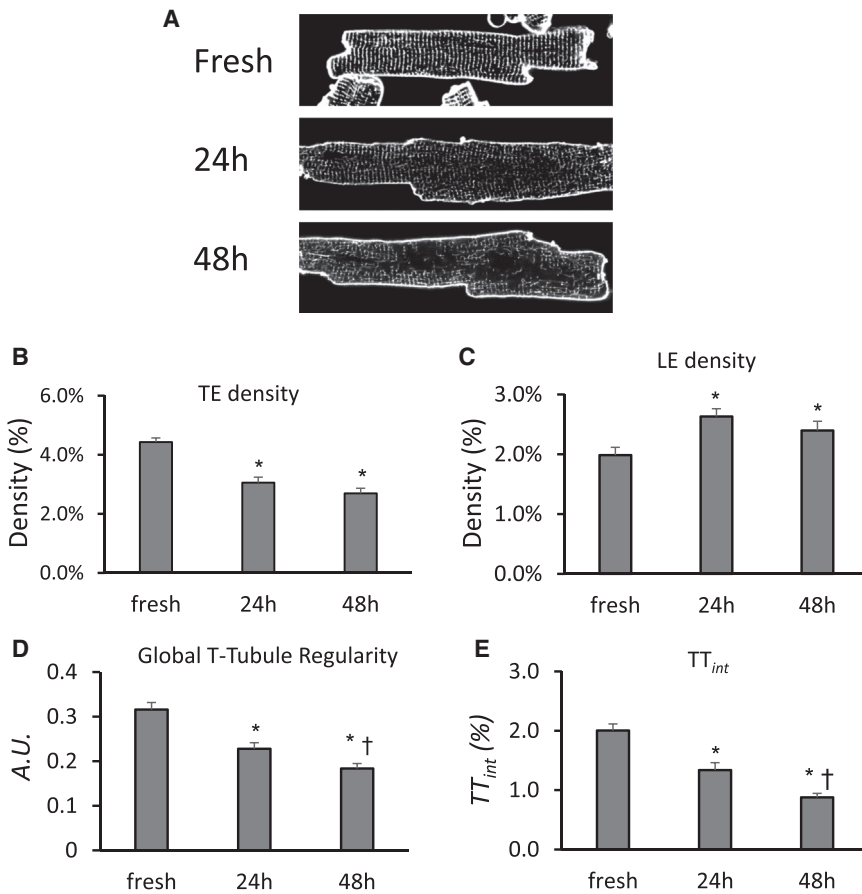 A
Fresh
24h
48h
B
TE density
Density (%)
6.0%
4.0%
2.0%
0.0%
*
*
fresh 24h 48h
C
LE density
Density (%)
3.0%
2.0%
1.0%
0.0%
*
*
fresh 24h 48h
D
Global T-Tubule Regularity
A.U.
0.4
0.3
0.2
0.1
0
*
* †
fresh 24h 48h
E
TTint
TTint (%)
3.0
2.0
1.0
0.0
*
* †
fresh 24h 48h